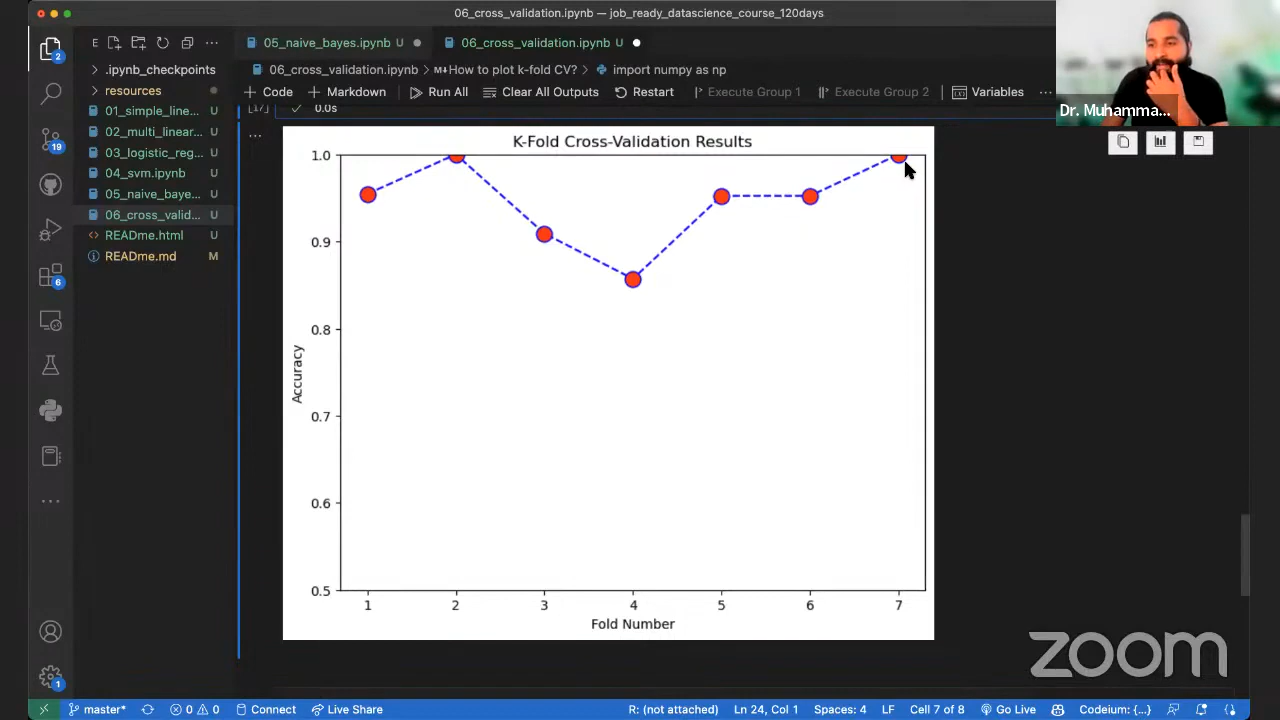 06_cross_validation.ipynb — job_ready_datascience_course_120days
2
E
05_naive_bayes.ipynb U
06_cross_validation.ipynb U
.ipynb_checkpoints
06_cross_validation.ipynb > M↓How to plot k-fold CV? > import numpy as np
resources
+ Code + Markdown Run All Clear All Outputs Restart Execute Group 1 Execute Group 2 Variables
[17] 0.0s
01_simple_line... U
02_multi_linear... U
03_logistic_reg... U
04_svm.ipynb U
05_naive_baye... U
06_cross_valid... U
READme.html U
READme.md M
19
6
1
Dr. Muhamma...
K-Fold Cross-Validation Results
1.0
0.9
0.8
0.7
0.6
0.5
Accuracy
1 2 3 4 5 6 7
Fold Number
zoom
master* 0 0 Connect Live Share R: (not attached) Ln 24, Col 1 Spaces: 4 LF Cell 7 of 8 Go Live Codeium: {...}